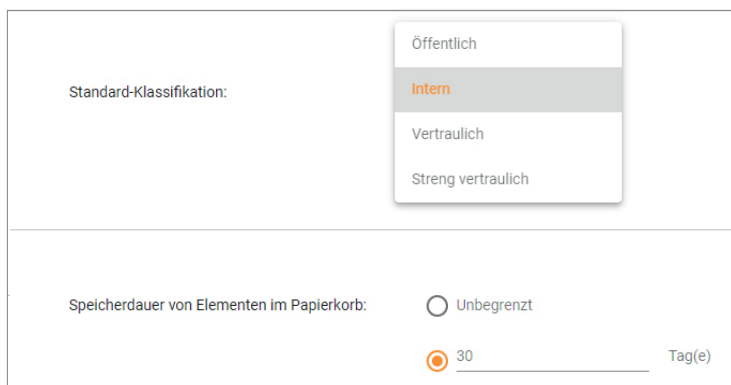 Öffentlich
Standard-Klassifikation:
Intern
Vertraulich
Streng vertraulich
Speicherdauer von Elementen im Papierkorb:
Unbegrenzt
30 Tag(e)